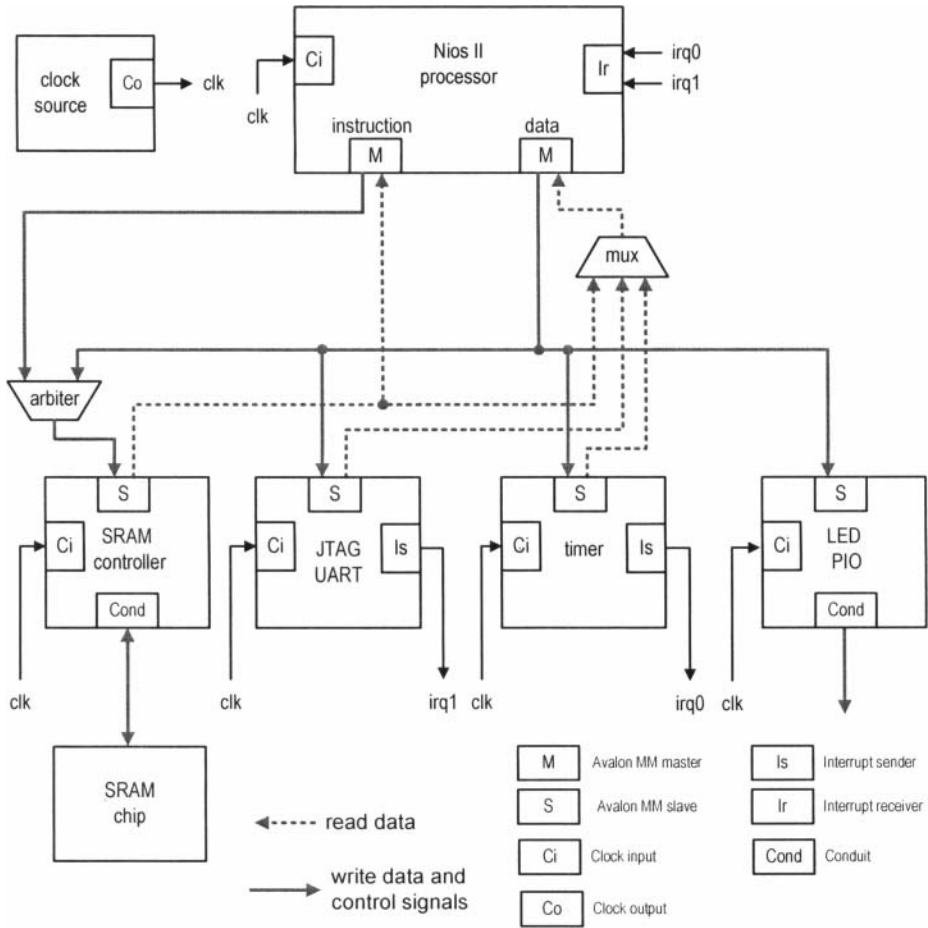 clock
source
Co
clk
Ci
clk
Nios II
processor
Ir
irq0
irq1
instruction
M
data
M
mux
arbiter
S
Ci
SRAM
controller
Cond
clk
S
Ci
JTAG
UART
Is
clk
irq1
S
Ci
timer
Is
clk
irq0
S
Ci
LED
PIO
Cond
clk
SRAM
chip
read data
write data and
control signals
M Avalon MM master
S Avalon MM slave
Ci Clock input
Co Clock output
Is Interrupt sender
Ir Interrupt receiver
Cond Conduit